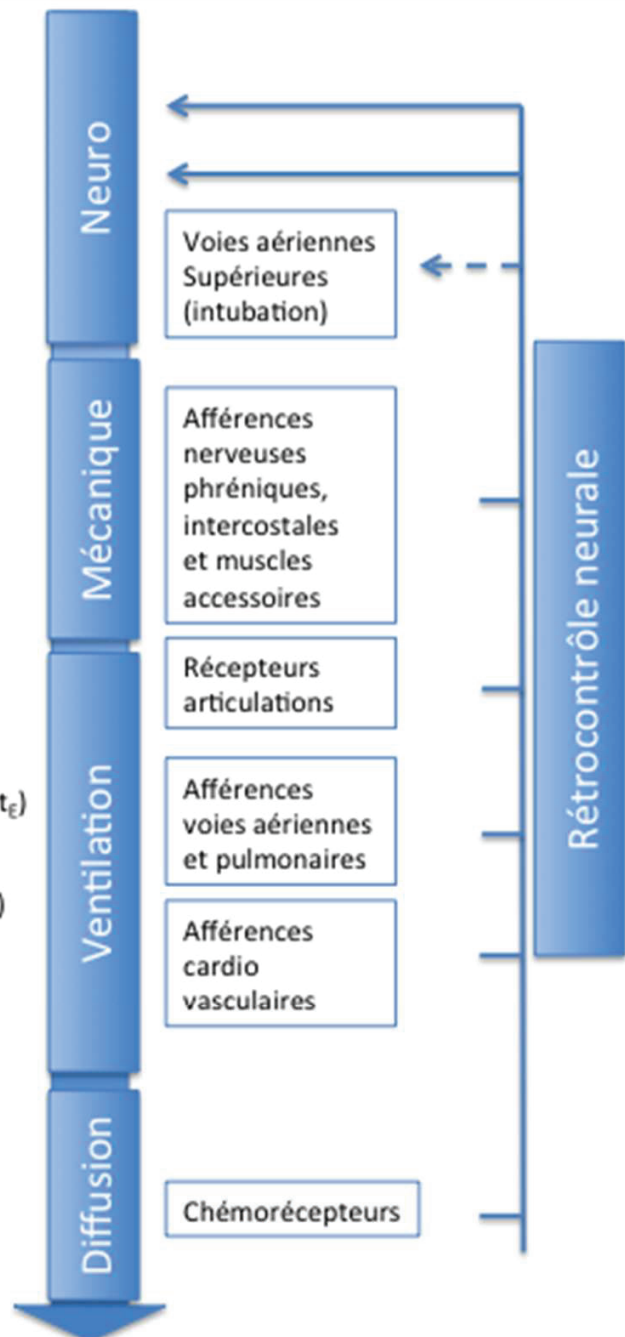 Neuro
Voies aériennes
Supérieures
(intubation)
Mécanique
Afférences
nerveuses
phréniques,
intercostales
et muscles
accessoires
Récepteurs
articulations
Ventilation
t_E)
)
Afférences
voies aériennes
et pulmonaires
Afférences
cardio
vasculaires
Diffusion
Chémorécepteurs
Rétrocontrôle neurale